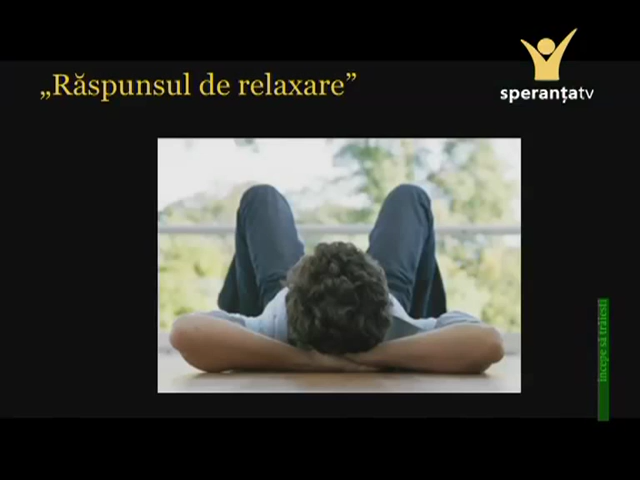 „Răspunsul de relaxare”
speranțatv
începe să trăiești